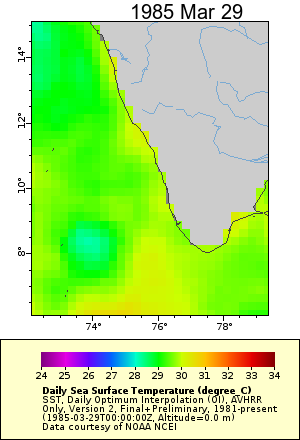 1985 Mar 29
14°
12°
10°
8°
74°
76°
78°
24 25 26 27 28 29 30 31 32 33 34
Daily Sea Surface Temperature (degree_C)
SST, Daily Optimum Interpolation (OI), AVHRR
Only, Version 2, Final+Preliminary, 1981-present
(1985-03-29T00:00:00Z, Altitude=0.0 m)
Data courtesy of NOAA NCEI